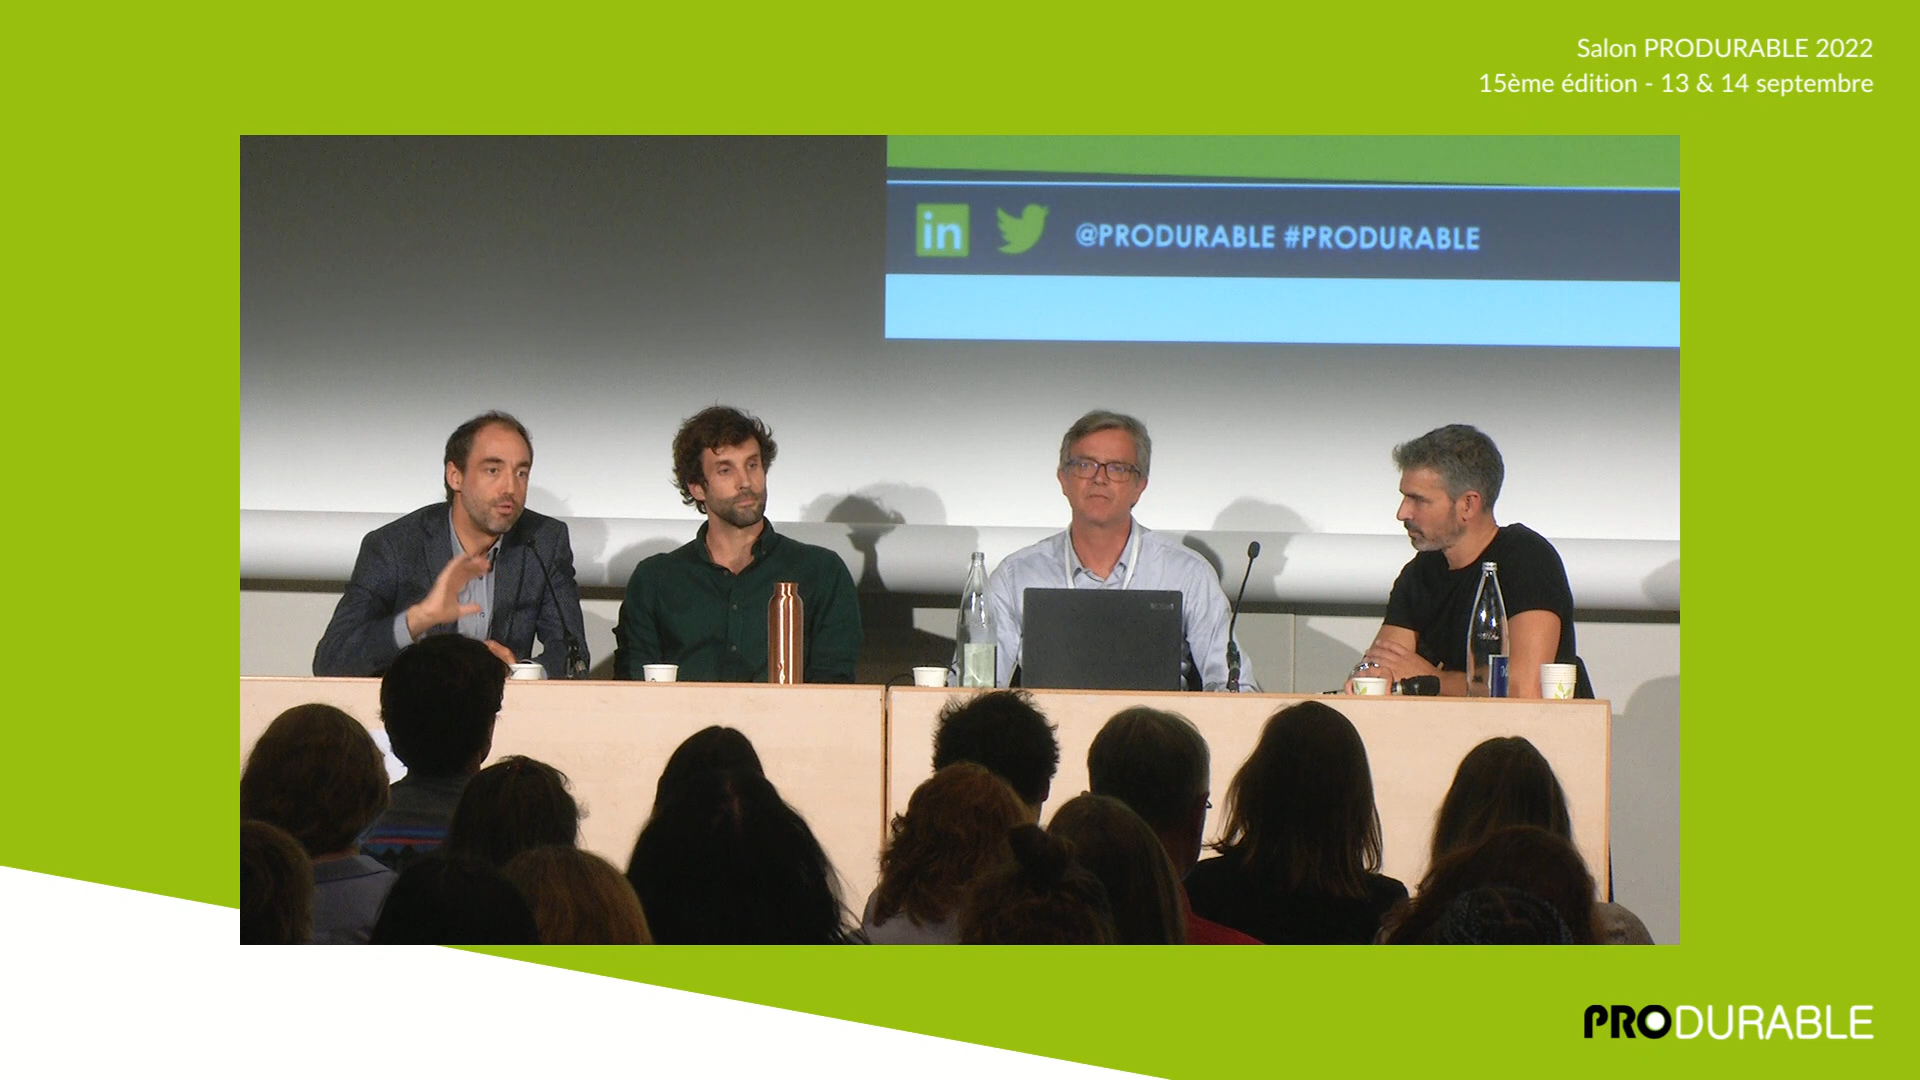 Salon PRODURABLE 2022
15ème édition - 13 & 14 septembre
in @PRODURABLE #PRODURABLE
PRODURABLE